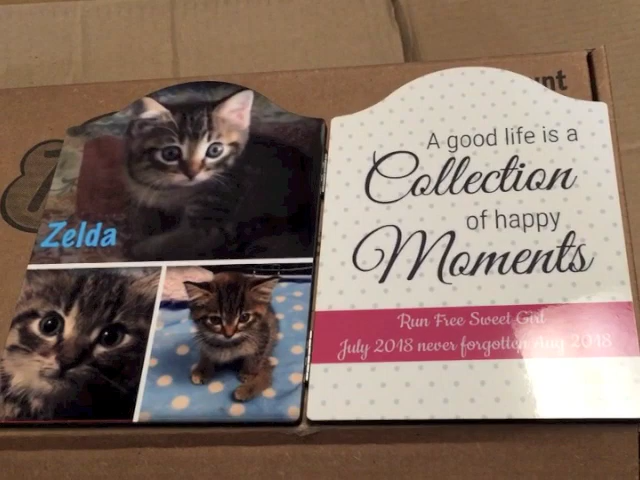 Zelda
A good life is a
Collection
of happy
Moments
Run Free Sweet Girl
July 2018 never forgotten Aug 2018